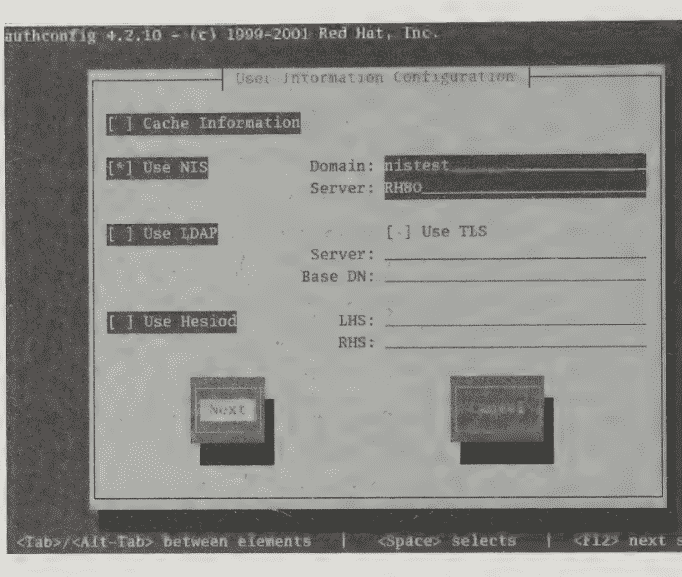 authconfig 4.2.10 - (c) 1999-2001 Red Hat, Inc.
User Information Configuration
[ ] Cache Information
[*] Use NIS Domain: nistest
Server: RH80
[ ] Use LDAP [-] Use TLS
Server:
Base DN:
[ ] Use Hesiod LHS:
RHS:
Next
<Tab>/<Alt-Tab> between elements | <Space> selects | <F12> next s